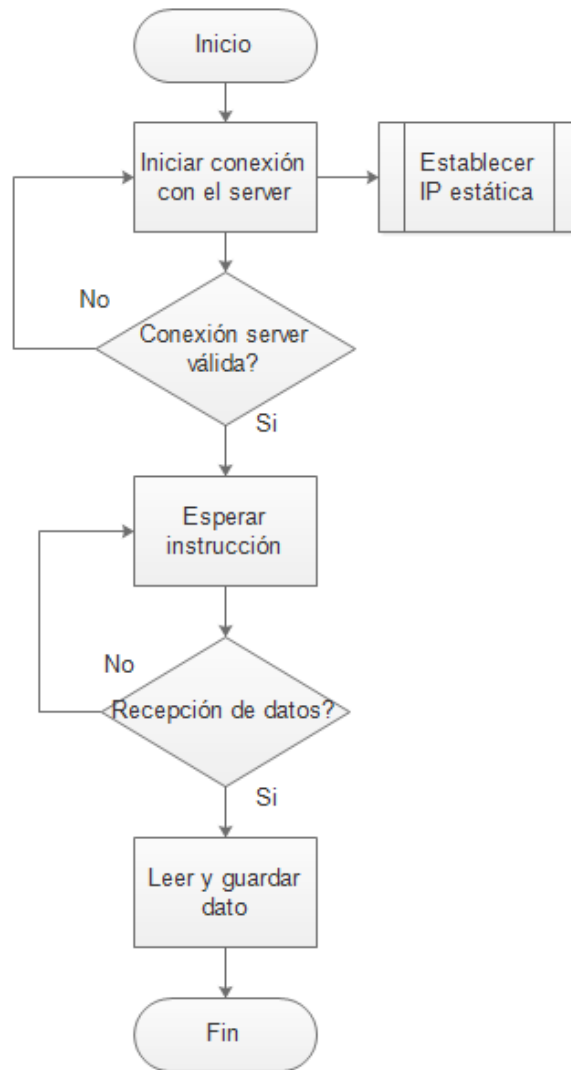 Inicio
Iniciar conexión
con el server
Establecer
IP estática
No
Conexión server
válida?
Si
Esperar
instrucción
No
Recepción de datos?
Si
Leer y guardar
dato
Fin